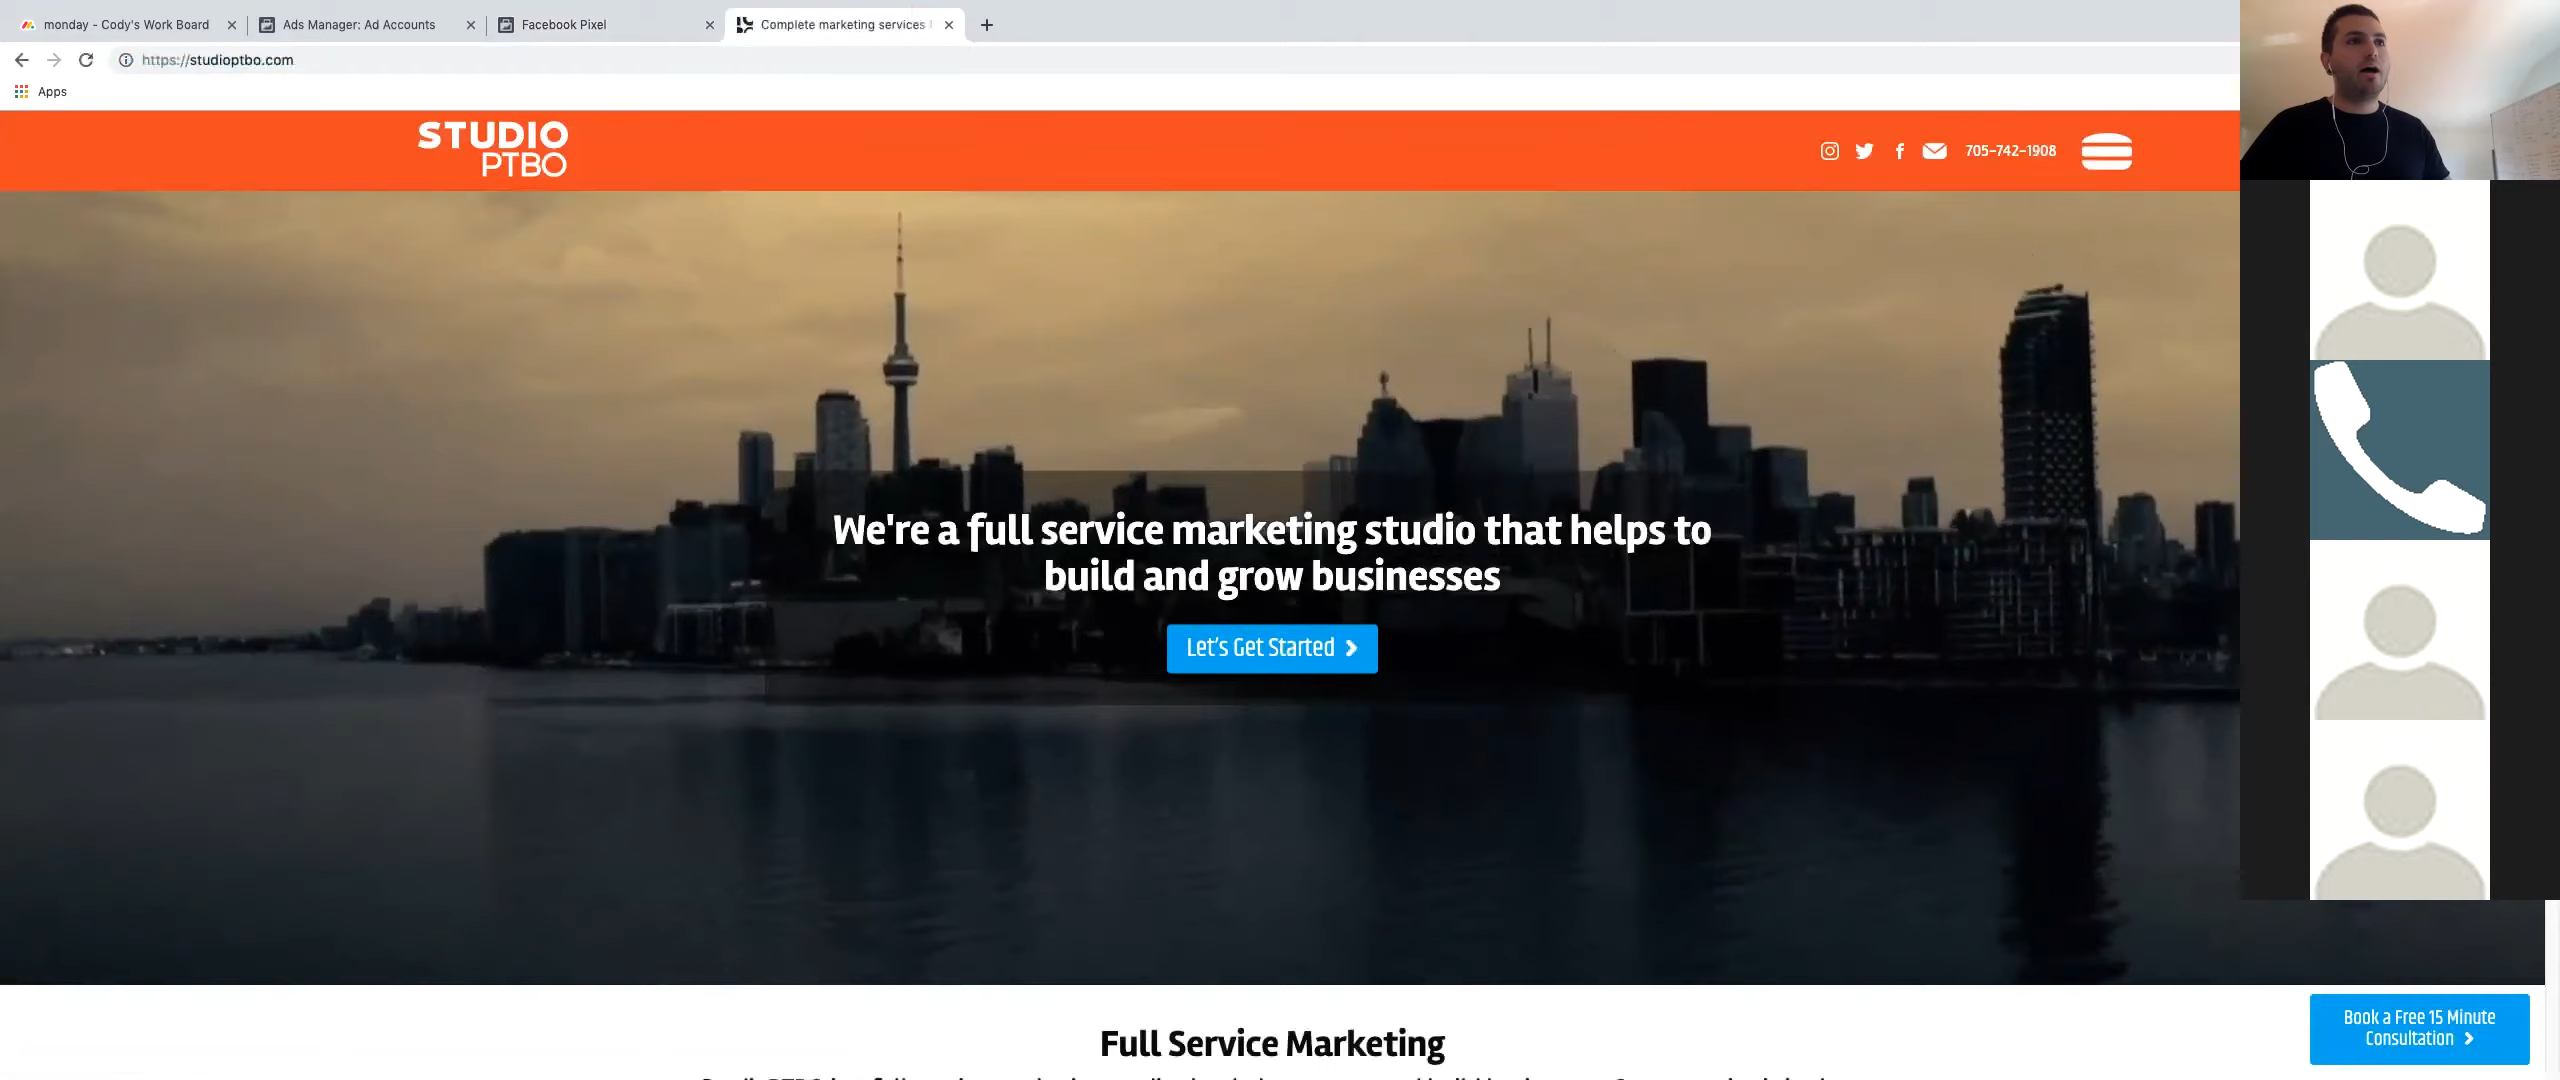 monday - Cody's Work Board
Ads Manager: Ad Accounts
Facebook Pixel
Complete marketing services
https://studioptbo.com
Apps
STUDIO
PTBO
705-742-1908
We're a full service marketing studio that helps to
build and grow businesses
Let's Get Started
Full Service Marketing
Book a Free 15 Minute
Consultation